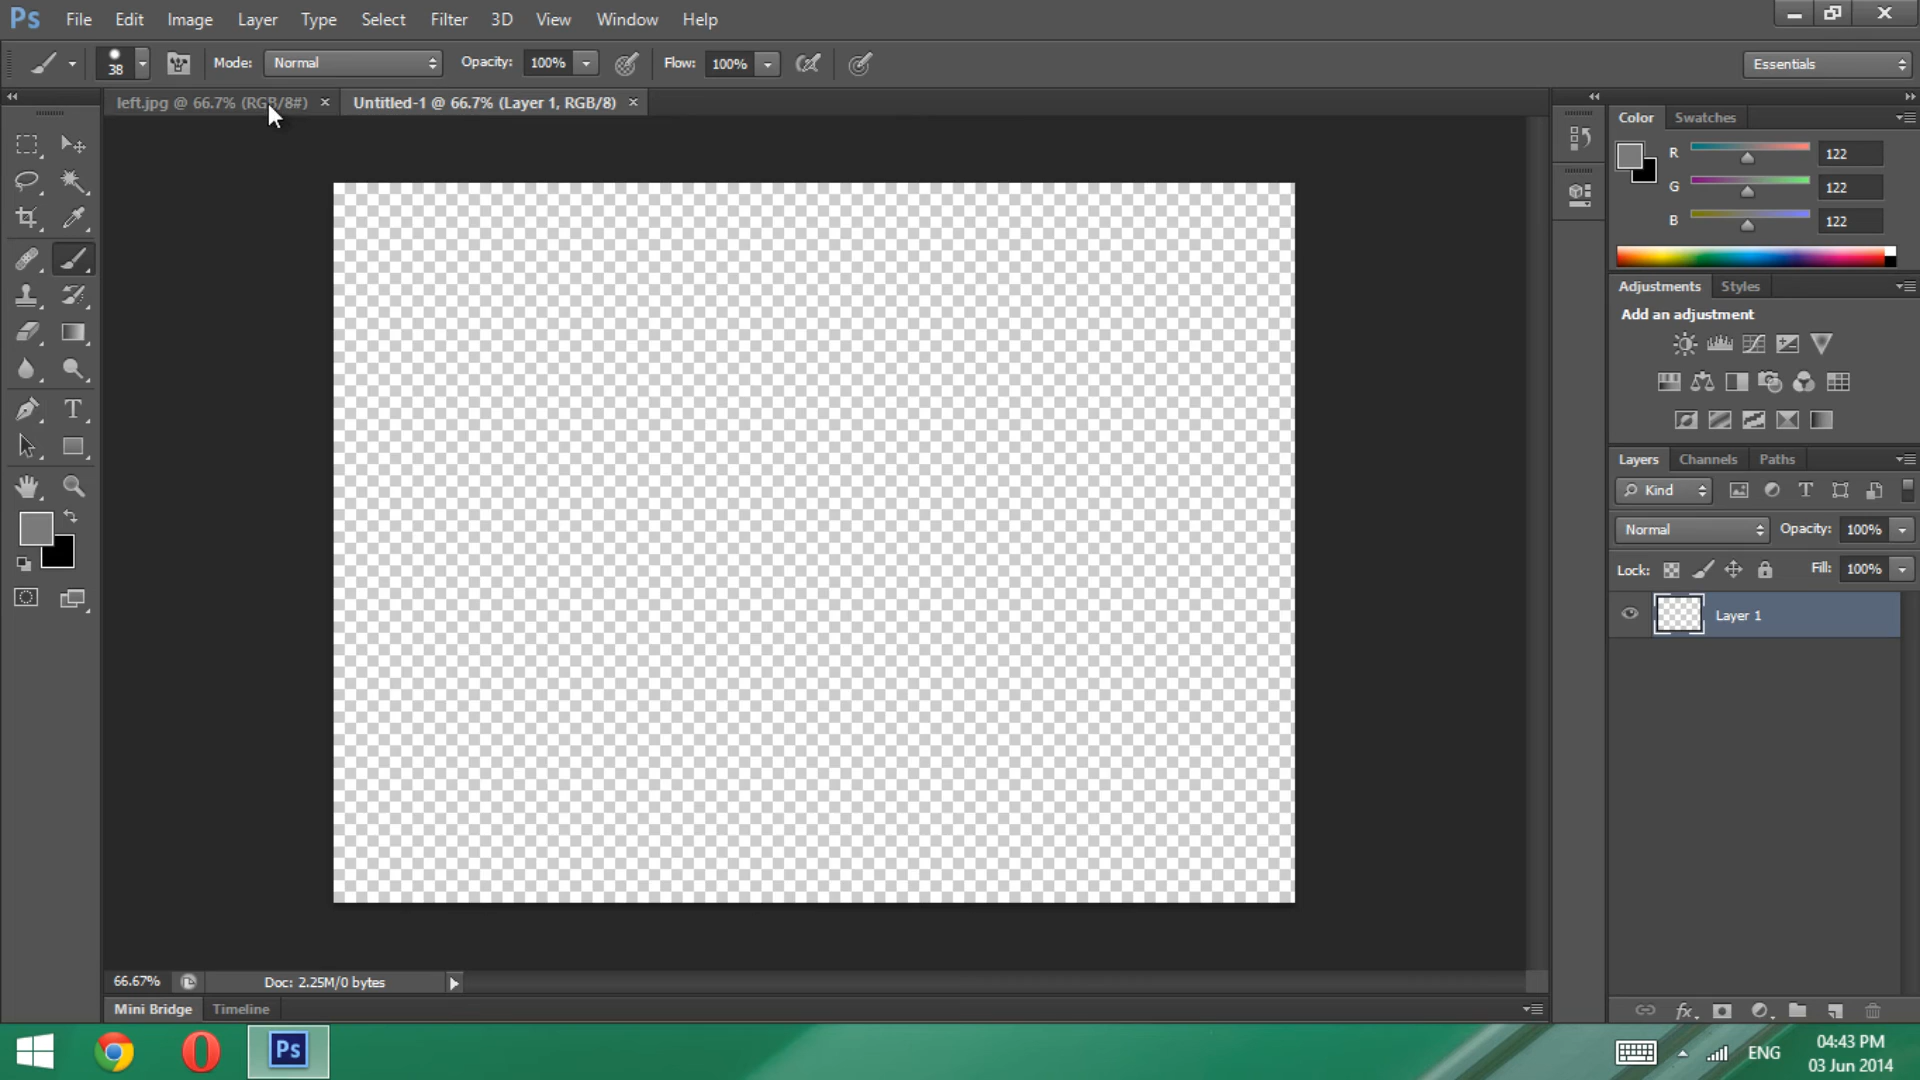 Ps File Edit Image Layer Type Select Filter 3D View Window Help
38 Mode: Normal Opacity: 100% Flow: 100% Essentials
left.jpg @ 66.7% (RGB/8#) × Untitled-1 @ 66.7% (Layer 1, RGB/8) ×
Color Swatches
R 122
G 122
B 122
Adjustments Styles
Add an adjustment
Layers Channels Paths
Kind
Normal Opacity: 100%
Lock: Fill: 100%
Layer 1
66.67% Doc: 2.25M/0 bytes
Mini Bridge Timeline
fx
Ps ENG 04:43 PM
03 Jun 2014